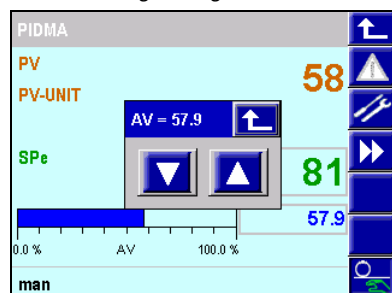 PIDMA
PV
58
PV-UNIT
AV = 57.9
SPe
81
57.9
0.0 %
AV
100.0 %
man